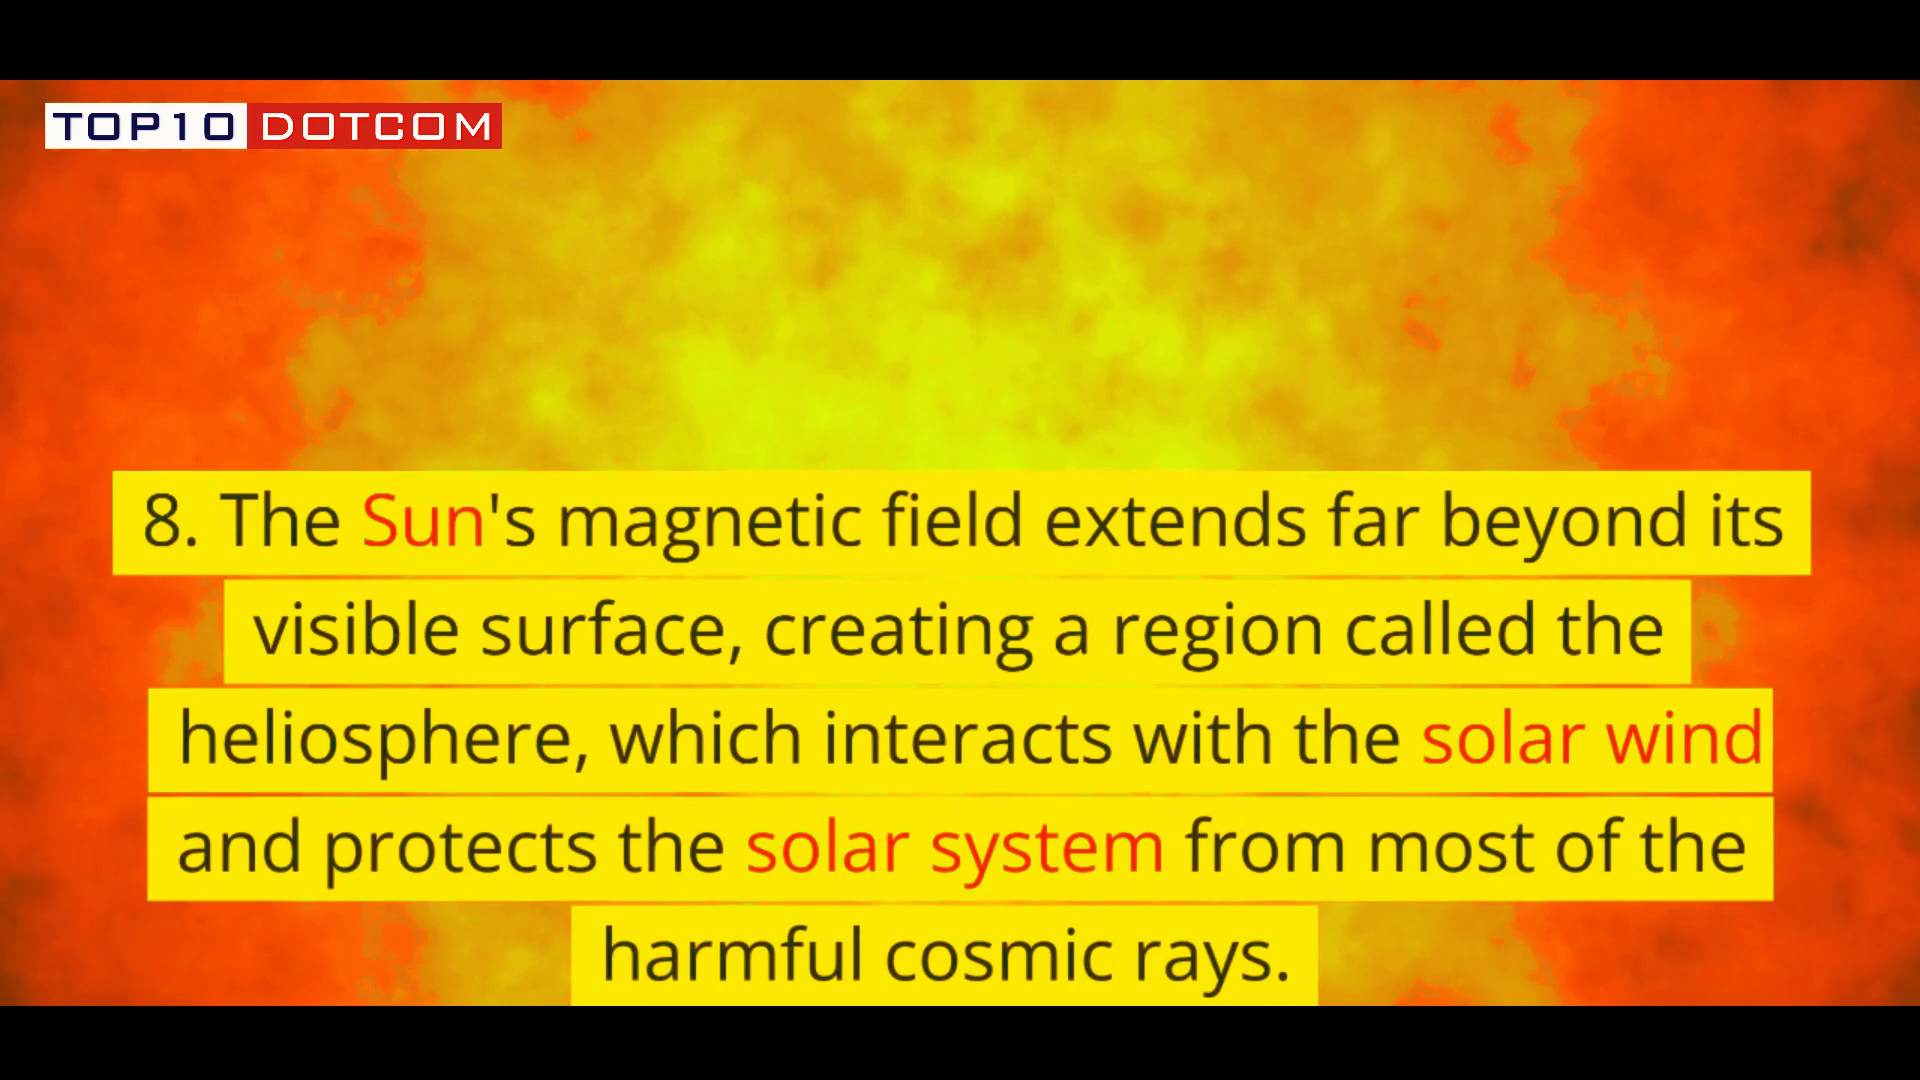 TOP10 DOTCOM
8. The Sun's magnetic field extends far beyond its
visible surface, creating a region called the
heliosphere, which interacts with the solar wind
and protects the solar system from most of the
harmful cosmic rays.